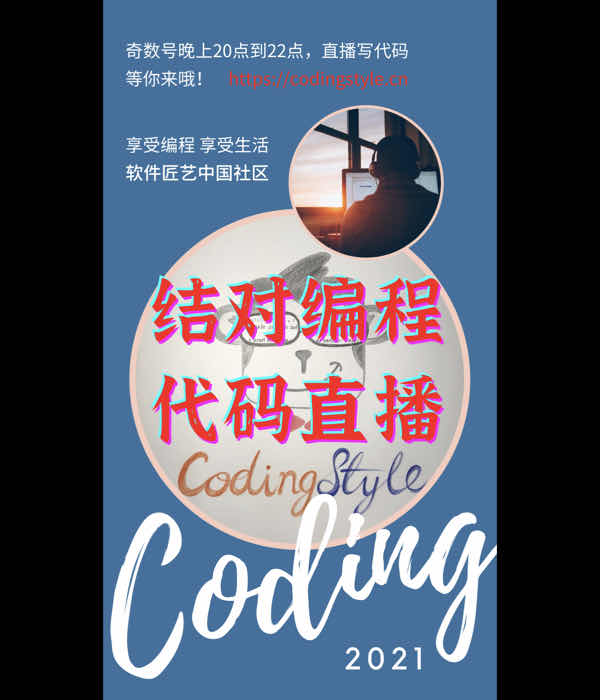 奇数号晚上20点到22点，直播写代码
等你来哦！ https://codingstyle.cn
享受编程 享受生活
软件匠艺中国社区
结对编程
代码直播
CodingStyle
Coding
2021